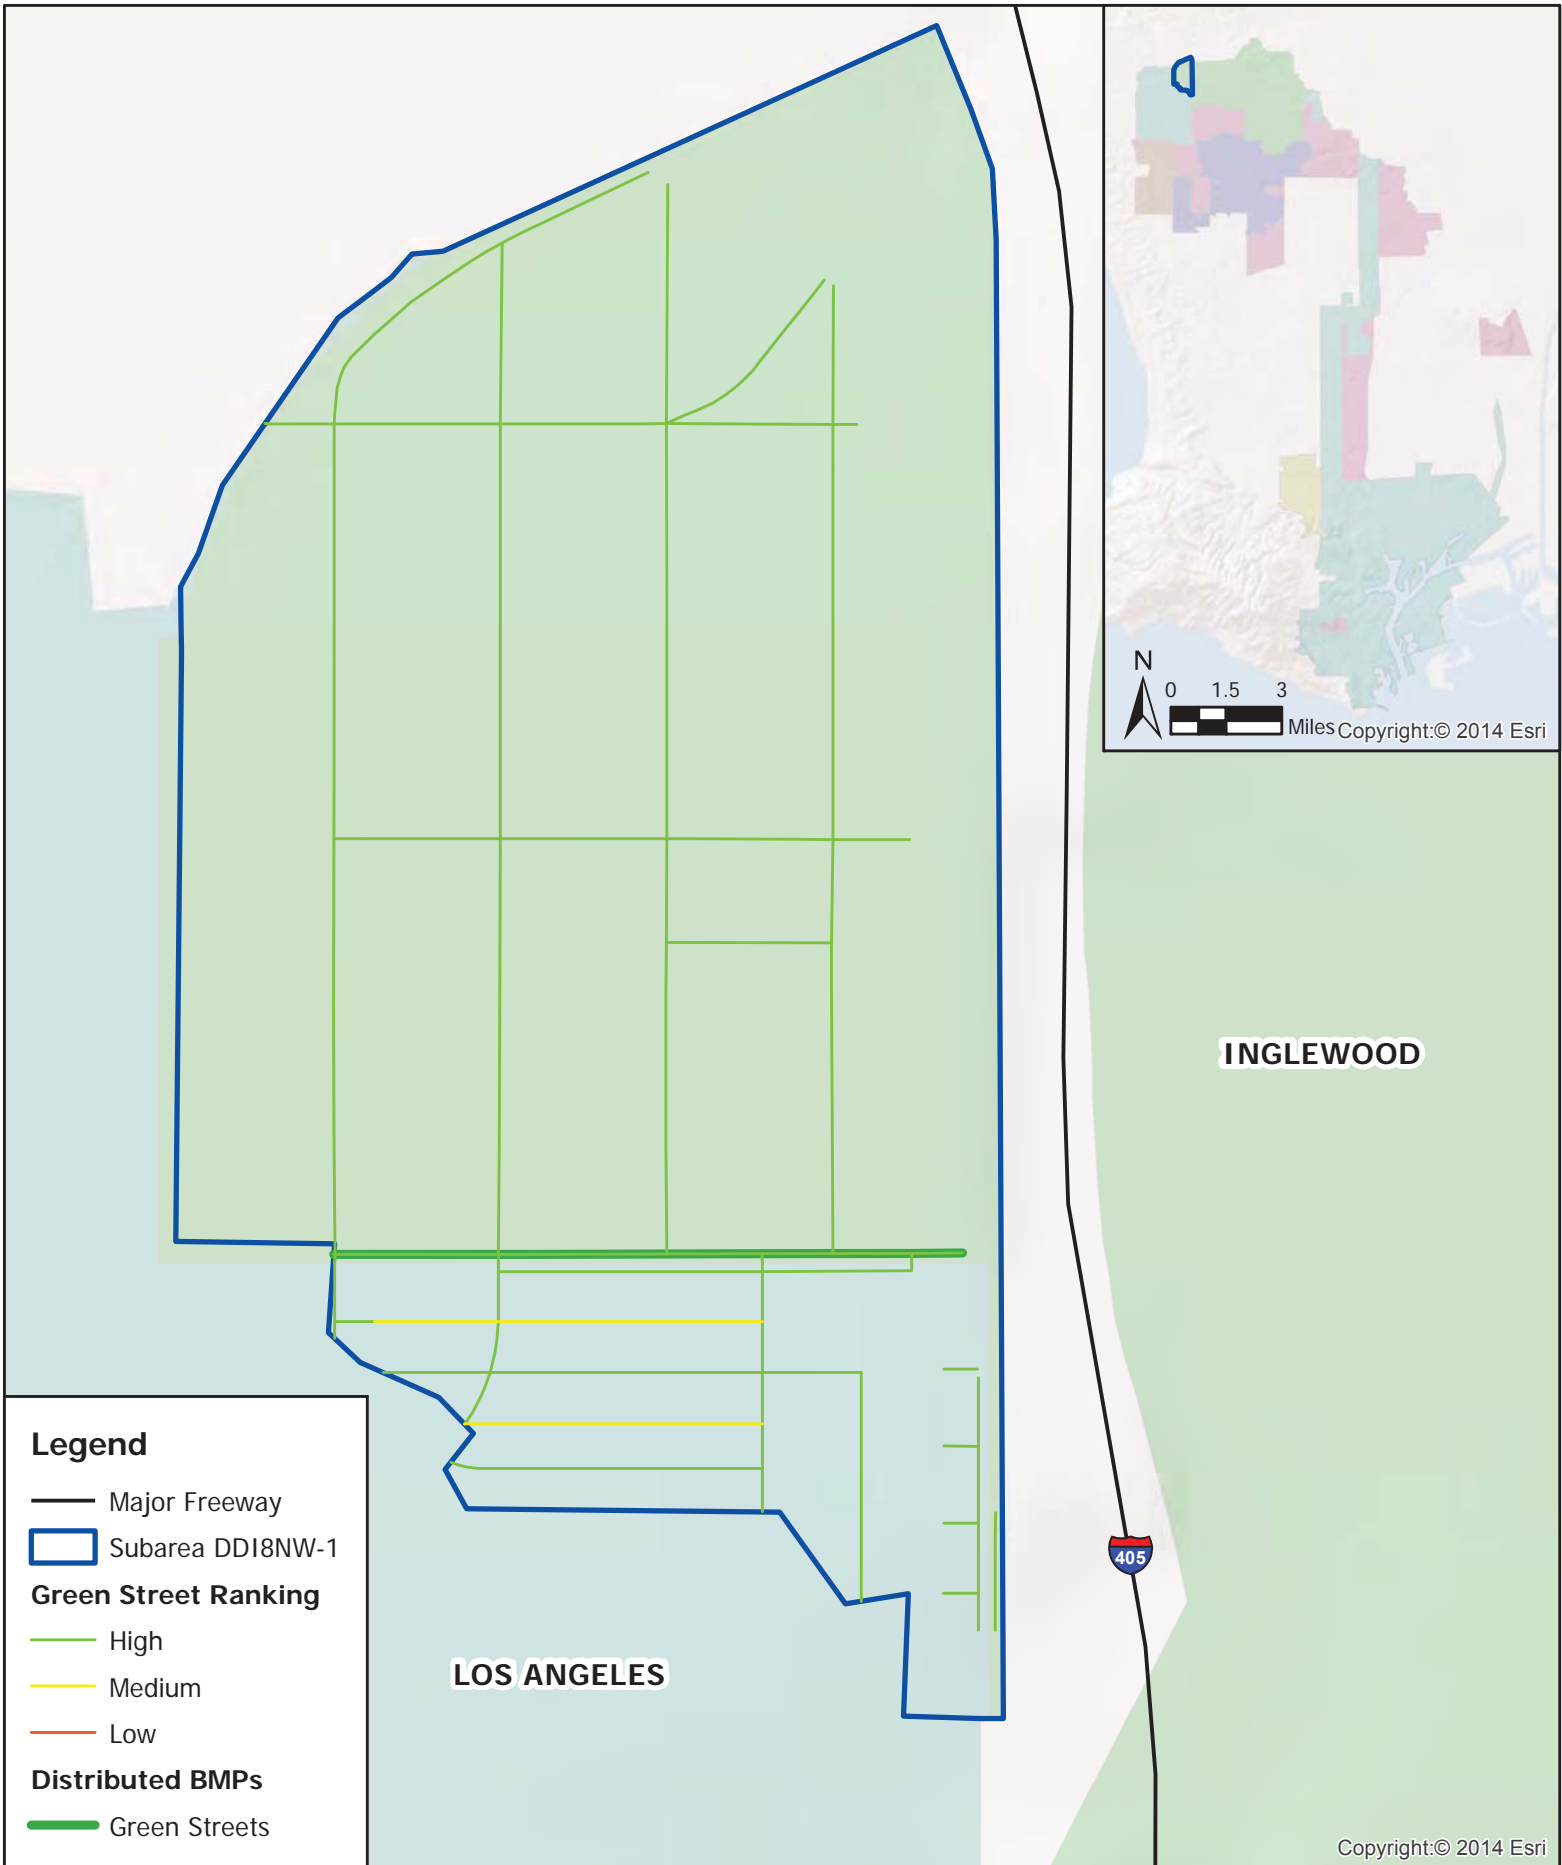 N
0 1.5 3
Miles
Copyright:© 2014 Esri
INGLEWOOD
405
LOS ANGELES
Legend
Major Freeway
Subarea DDI8NW-1
Green Street Ranking
High
Medium
Low
Distributed BMPs
Green Streets
Copyright:© 2014 Esri